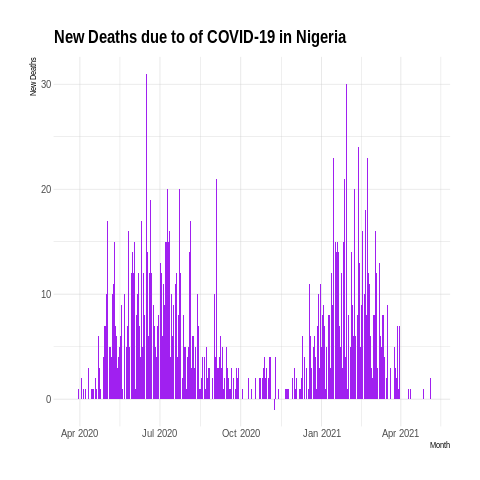 New Deaths due to of COVID-19 in Nigeria
New Deaths
30
20
10
0
Apr 2020 Jul 2020 Oct 2020 Jan 2021 Apr 2021
Month